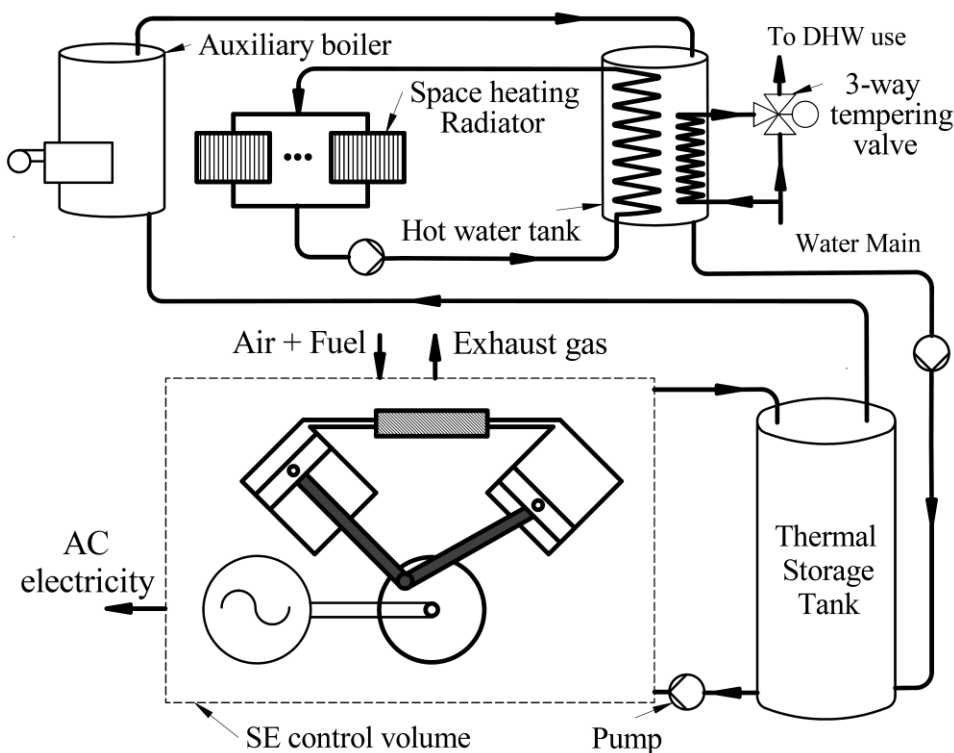 Auxiliary boiler
To DHW use
Space heating
Radiator
3-way
tempering
valve
Hot water tank
Water Main
Air + Fuel
Exhaust gas
AC
electricity
Thermal
Storage
Tank
SE control volume
Pump